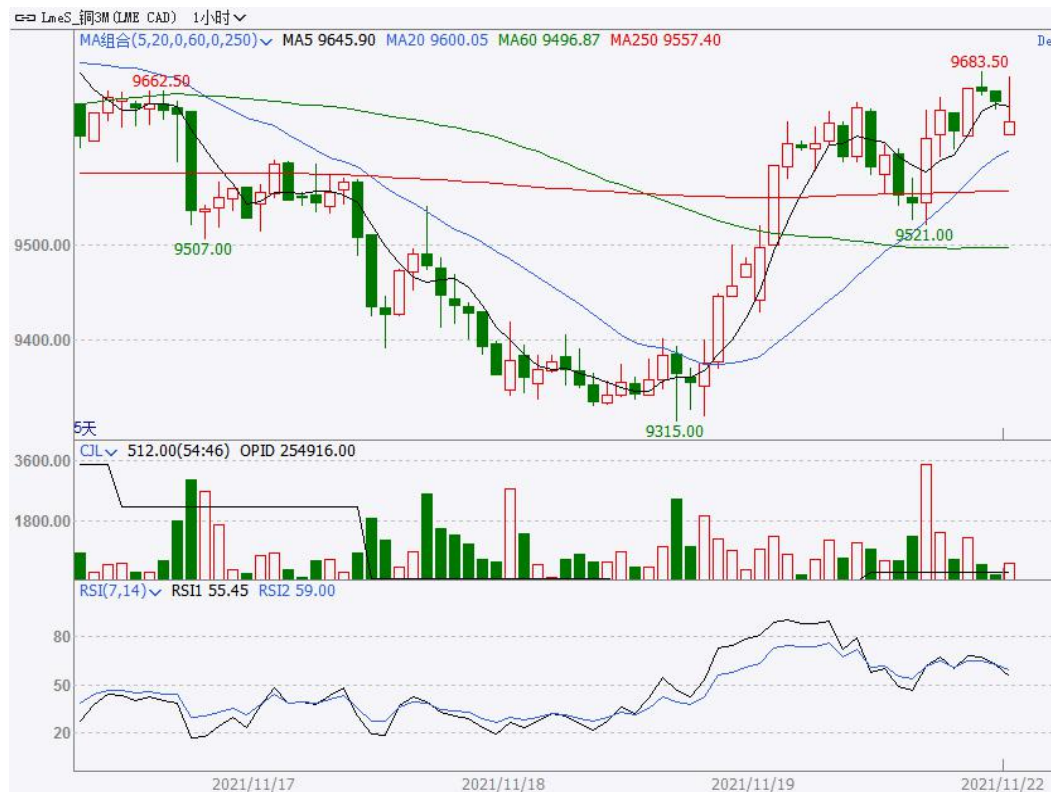 LmeS_铜3M(LME CAD) 1小时
MA组合(5,20,0,60,0,250) MA5 9645.90 MA20 9600.05 MA60 9496.87 MA250 9557.40 De
9683.50
9662.50
9521.00
9507.00
9500.00
9400.00
9315.00
5天
CJL 512.00(54:46) OPID 254916.00
3600.00
1800.00
RSI(7,14) RSI1 55.45 RSI2 59.00
80
50
20
2021/11/17 2021/11/18 2021/11/19 2021/11/22